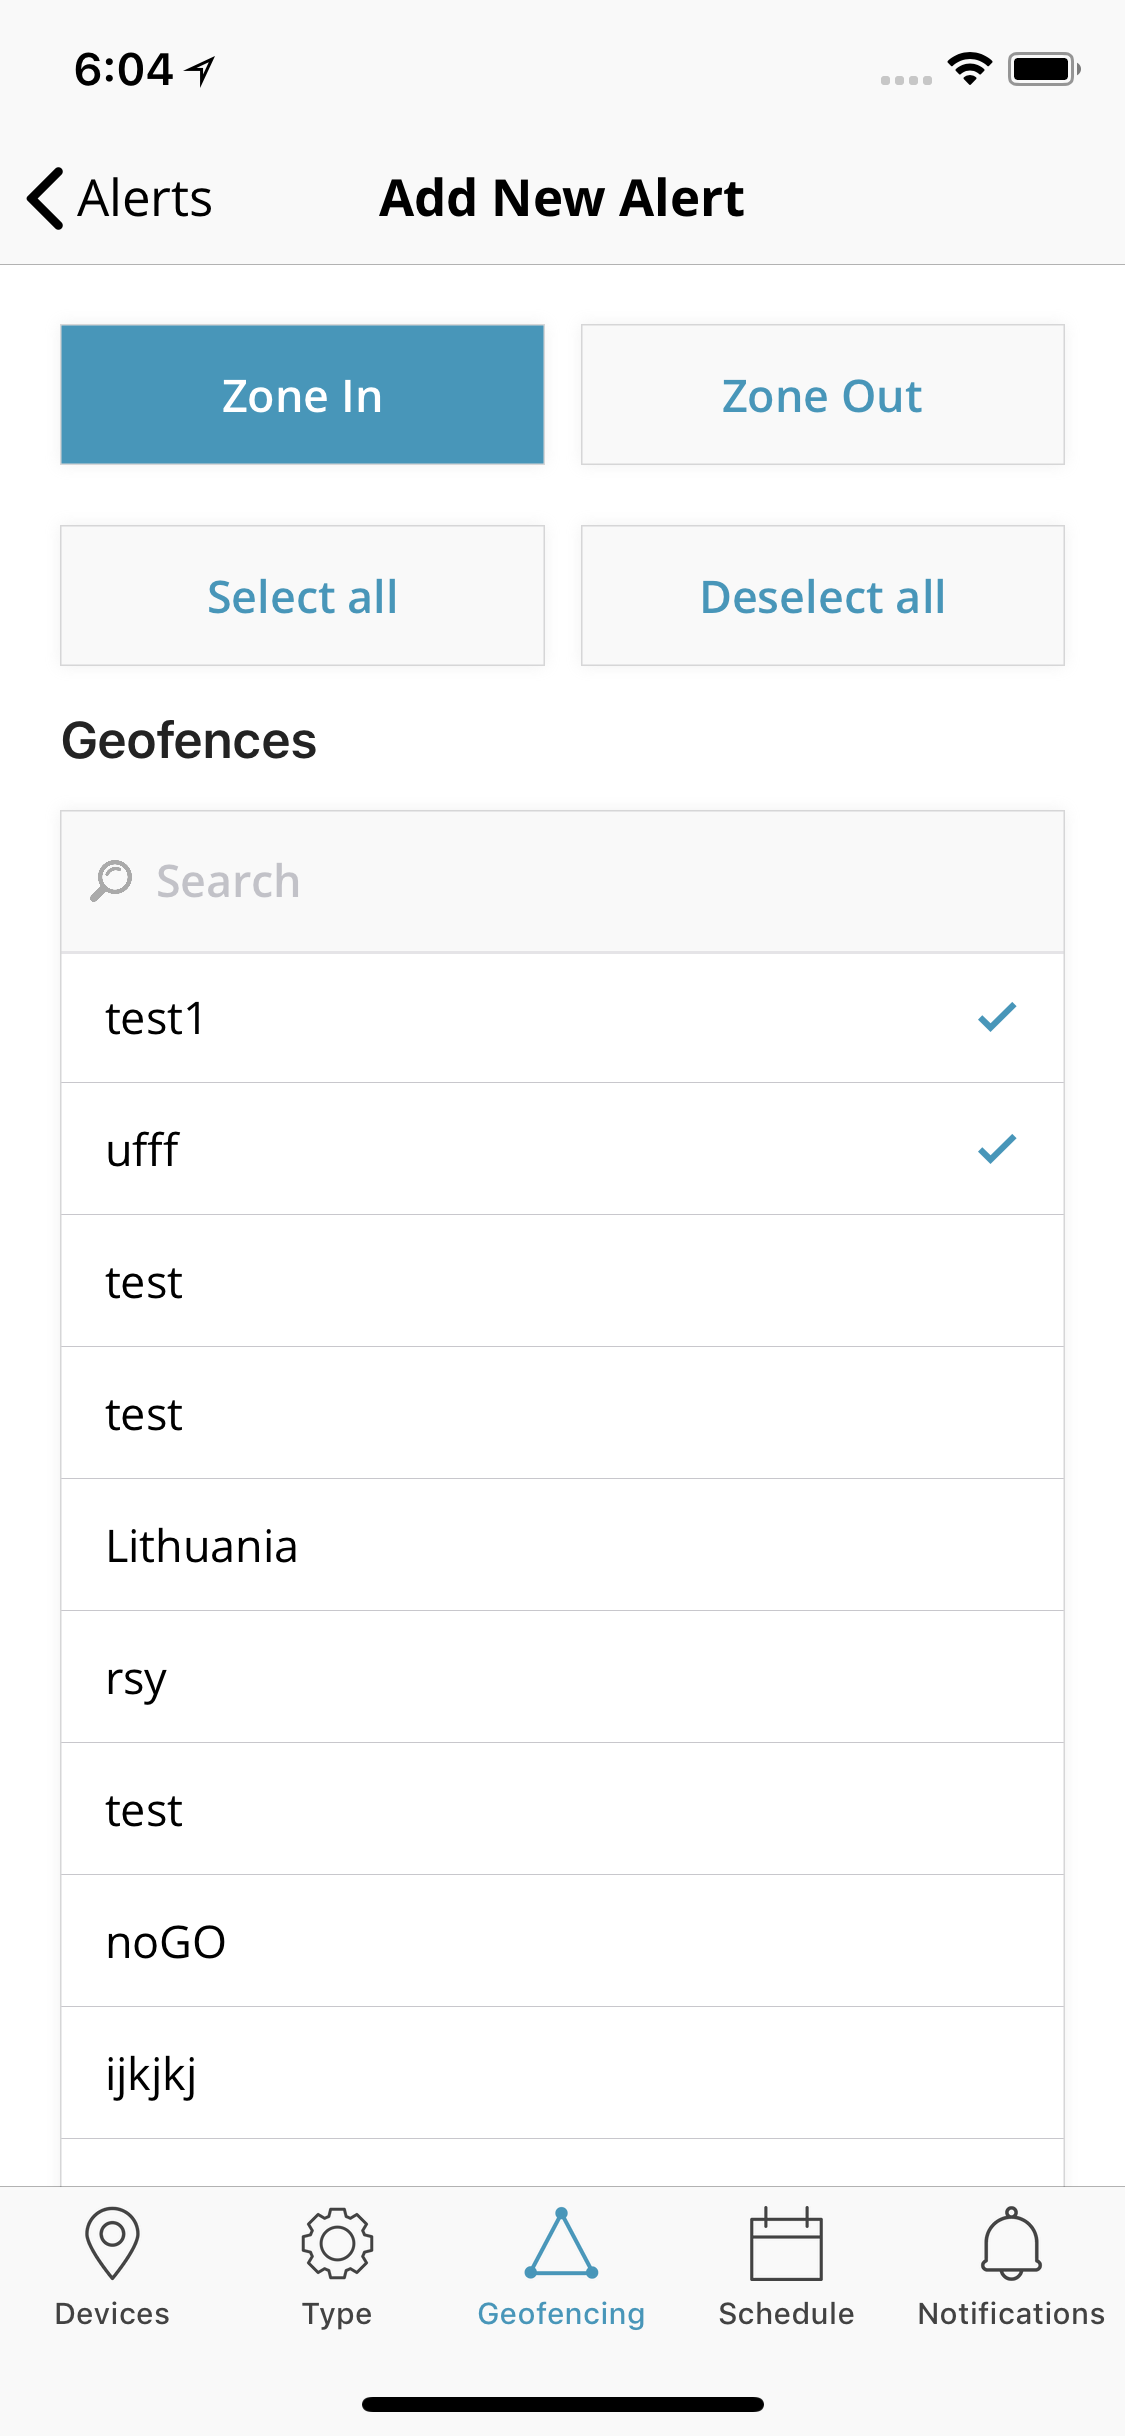 6:04
Alerts
Add New Alert
Zone In
Zone Out
Select all
Deselect all
Geofences
Search
test1
ufff
test
test
Lithuania
rsy
test
noGO
ijkjkj
Devices
Type
Geofencing
Schedule
Notifications